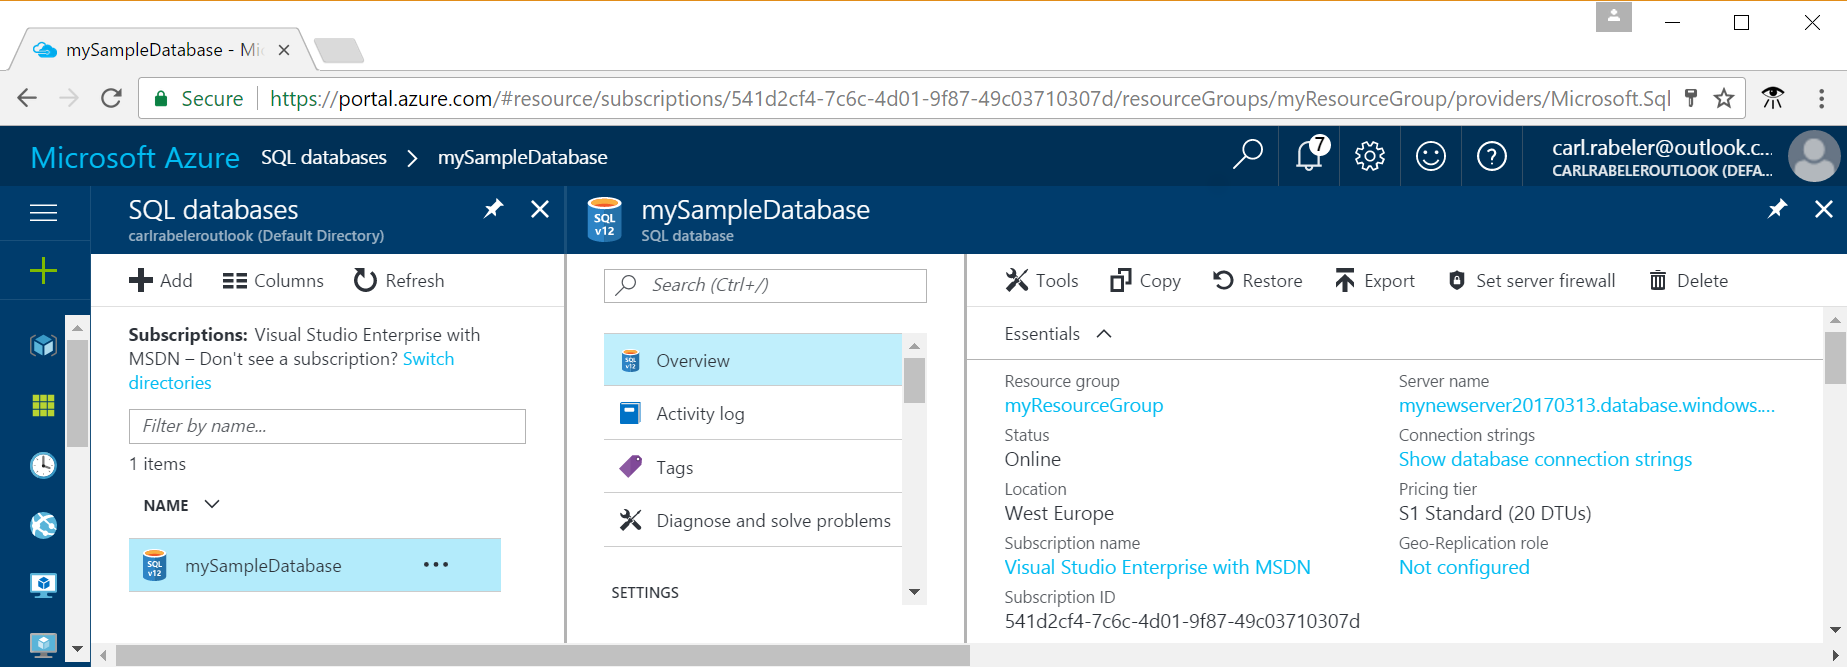 mySampleDatabase - Mi
Secure
https://portal.azure.com/#resource/subscriptions/541d2cf4-7c6c-4d01-9f87-49c03710307d/resourceGroups/myResourceGroup/providers/Microsoft.Sql
Microsoft Azure SQL databases > mySampleDatabase
7
carl.rabeler@outlook.c...
CARLRABELEROUTLOOK (DEFA...
SQL databases
carlrabeleroutlook (Default Directory)
Add Columns Refresh
Subscriptions: Visual Studio Enterprise with
MSDN – Don't see a subscription? Switch
directories
Filter by name...
1 items
NAME
SQL v12 mySampleDatabase ...
SQL
v12
mySampleDatabase
SQL database
Search (Ctrl+/)
SQL v12 Overview
Activity log
Tags
Diagnose and solve problems
SETTINGS
Tools Copy Restore Export Set server firewall Delete
Essentials
Resource group
myResourceGroup
Status
Online
Location
West Europe
Subscription name
Visual Studio Enterprise with MSDN
Subscription ID
541d2cf4-7c6c-4d01-9f87-49c03710307d
Server name
mynewserver20170313.database.windows....
Connection strings
Show database connection strings
Pricing tier
S1 Standard (20 DTUs)
Geo-Replication role
Not configured